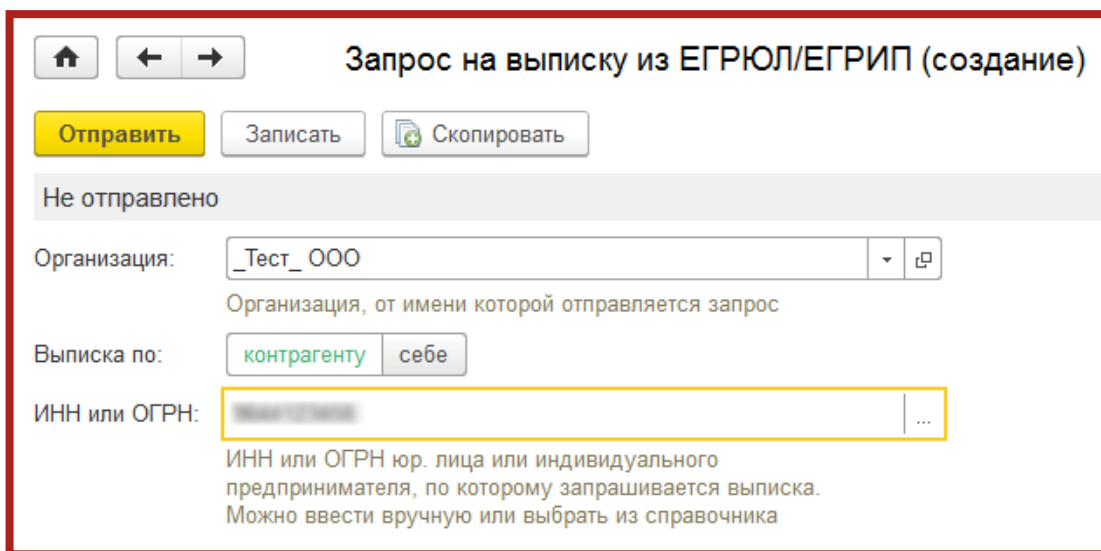 Запрос на выписку из ЕГРЮЛ/ЕГРИП (создание)
Отправить Записать Скопировать
Не отправлено
Организация: _Тест_ ООО
Организация, от имени которой отправляется запрос
Выписка по: контрагенту себе
ИНН или ОГРН: ...
ИНН или ОГРН юр. лица или индивидуального
предпринимателя, по которому запрашивается выписка.
Можно ввести вручную или выбрать из справочника